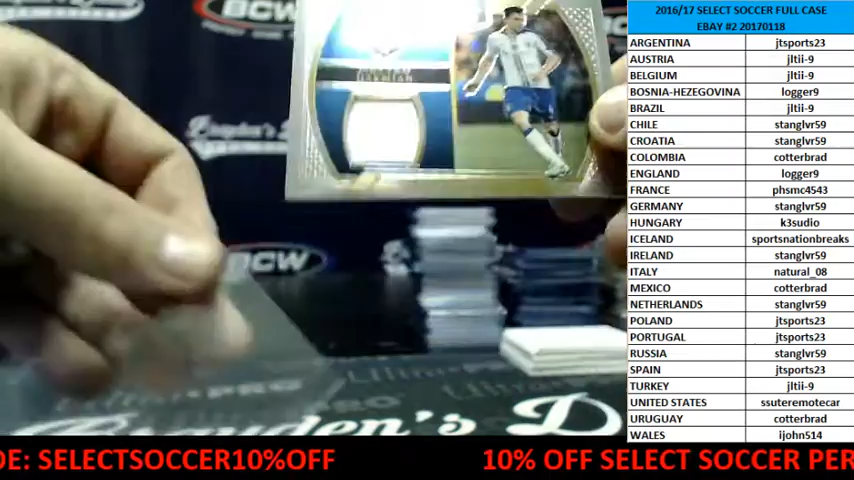 2016/17 SELECT SOCCER FULL CASE
EBAY #2 20170118
ARGENTINA jtsports23
AUSTRIA jltii-9
BELGIUM jltii-9
BOSNIA-HEZEGOVINA logger9
BRAZIL jltii-9
CHILE stanglvr59
CROATIA stanglvr59
COLOMBIA cotterbrad
ENGLAND logger9
FRANCE phsmc4543
GERMANY stanglvr59
HUNGARY k3sudio
ICELAND sportsnationbreaks
IRELAND stanglvr59
ITALY natural_08
MEXICO cotterbrad
NETHERLANDS stanglvr59
POLAND jtsports23
PORTUGAL jtsports23
RUSSIA stanglvr59
SPAIN jtsports23
TURKEY jltii-9
UNITED STATES ssuteremotecar
URUGUAY cotterbrad
WALES ijohn514
BCW
DARMIAN
BCW
Brayden's D
DE: SELECTSOCCER10%OFF 10% OFF SELECT SOCCER PER